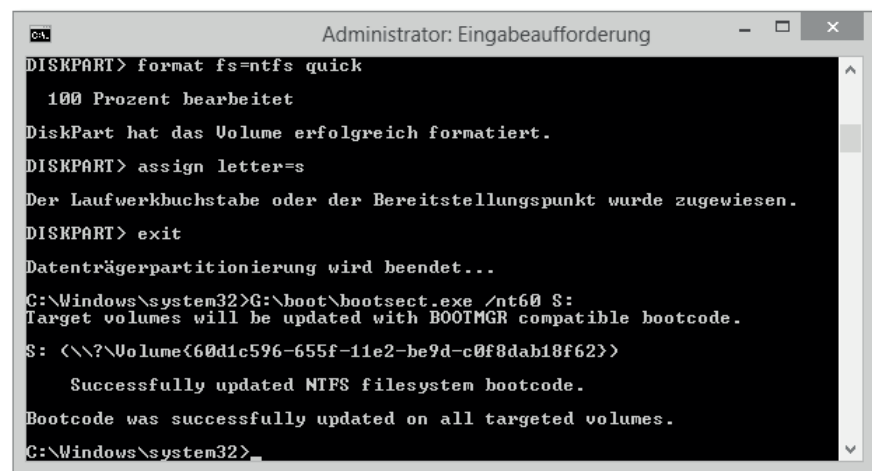 Administrator: Eingabeaufforderung
DISKPART> format fs=ntfs quick
100 Prozent bearbeitet
DiskPart hat das Volume erfolgreich formatiert.
DISKPART> assign letter=s
Der Laufwerkbuchstabe oder der Bereitstellungspunkt wurde zugewiesen.
DISKPART> exit
Datenträgerpartitionierung wird beendet...
C:\Windows\system32>G:\boot\bootsect.exe /nt60 S:
Target volumes will be updated with BOOTMGR compatible bootcode.
S: (\\?\Volume{60d1c596-655f-11e2-be9d-c0f8dab18f62})
Successfully updated NTFS filesystem bootcode.
Bootcode was successfully updated on all targeted volumes.
C:\Windows\system32>_